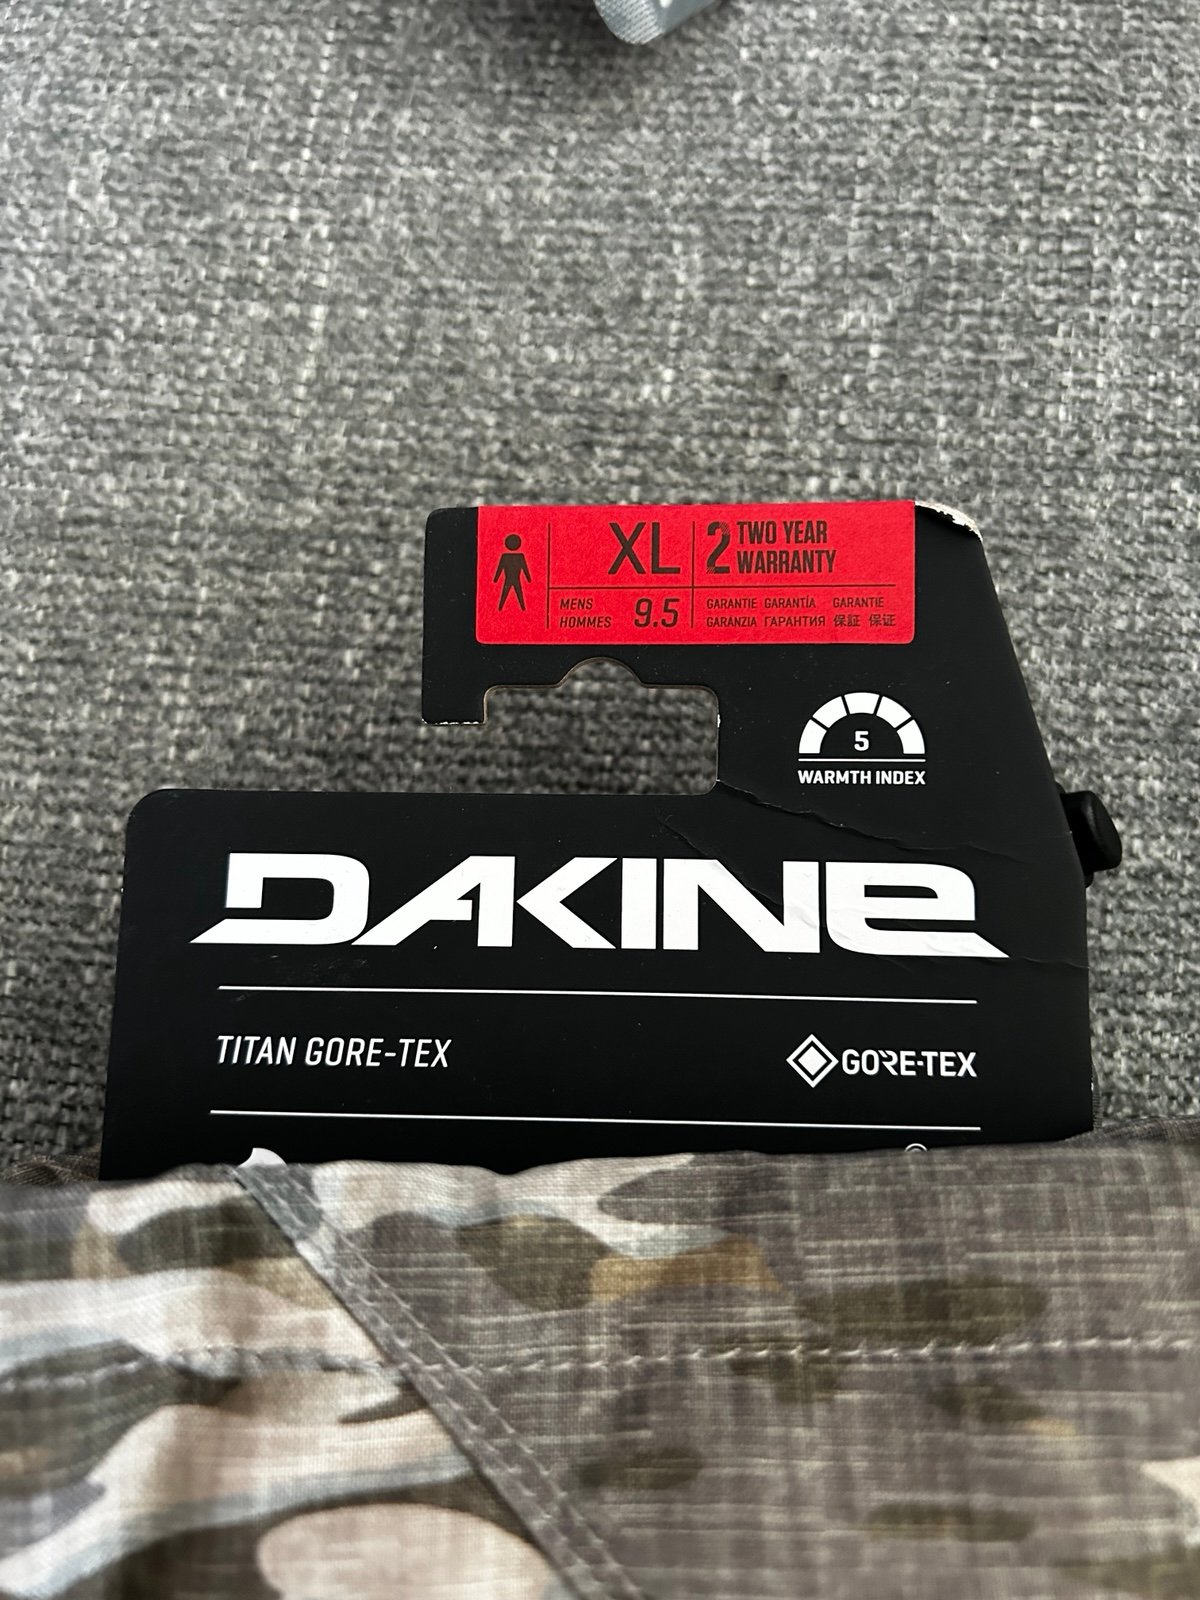 XL
MENS
HOMMES
9.5
2 TWO YEAR
WARRANTY
GARANTIE GARANTÍA GARANTIE
GARANZIA ГАРАНТИЯ 保証 保证
5
WARMTH INDEX
DAKINE
TITAN GORE-TEX
GORE-TEX
®